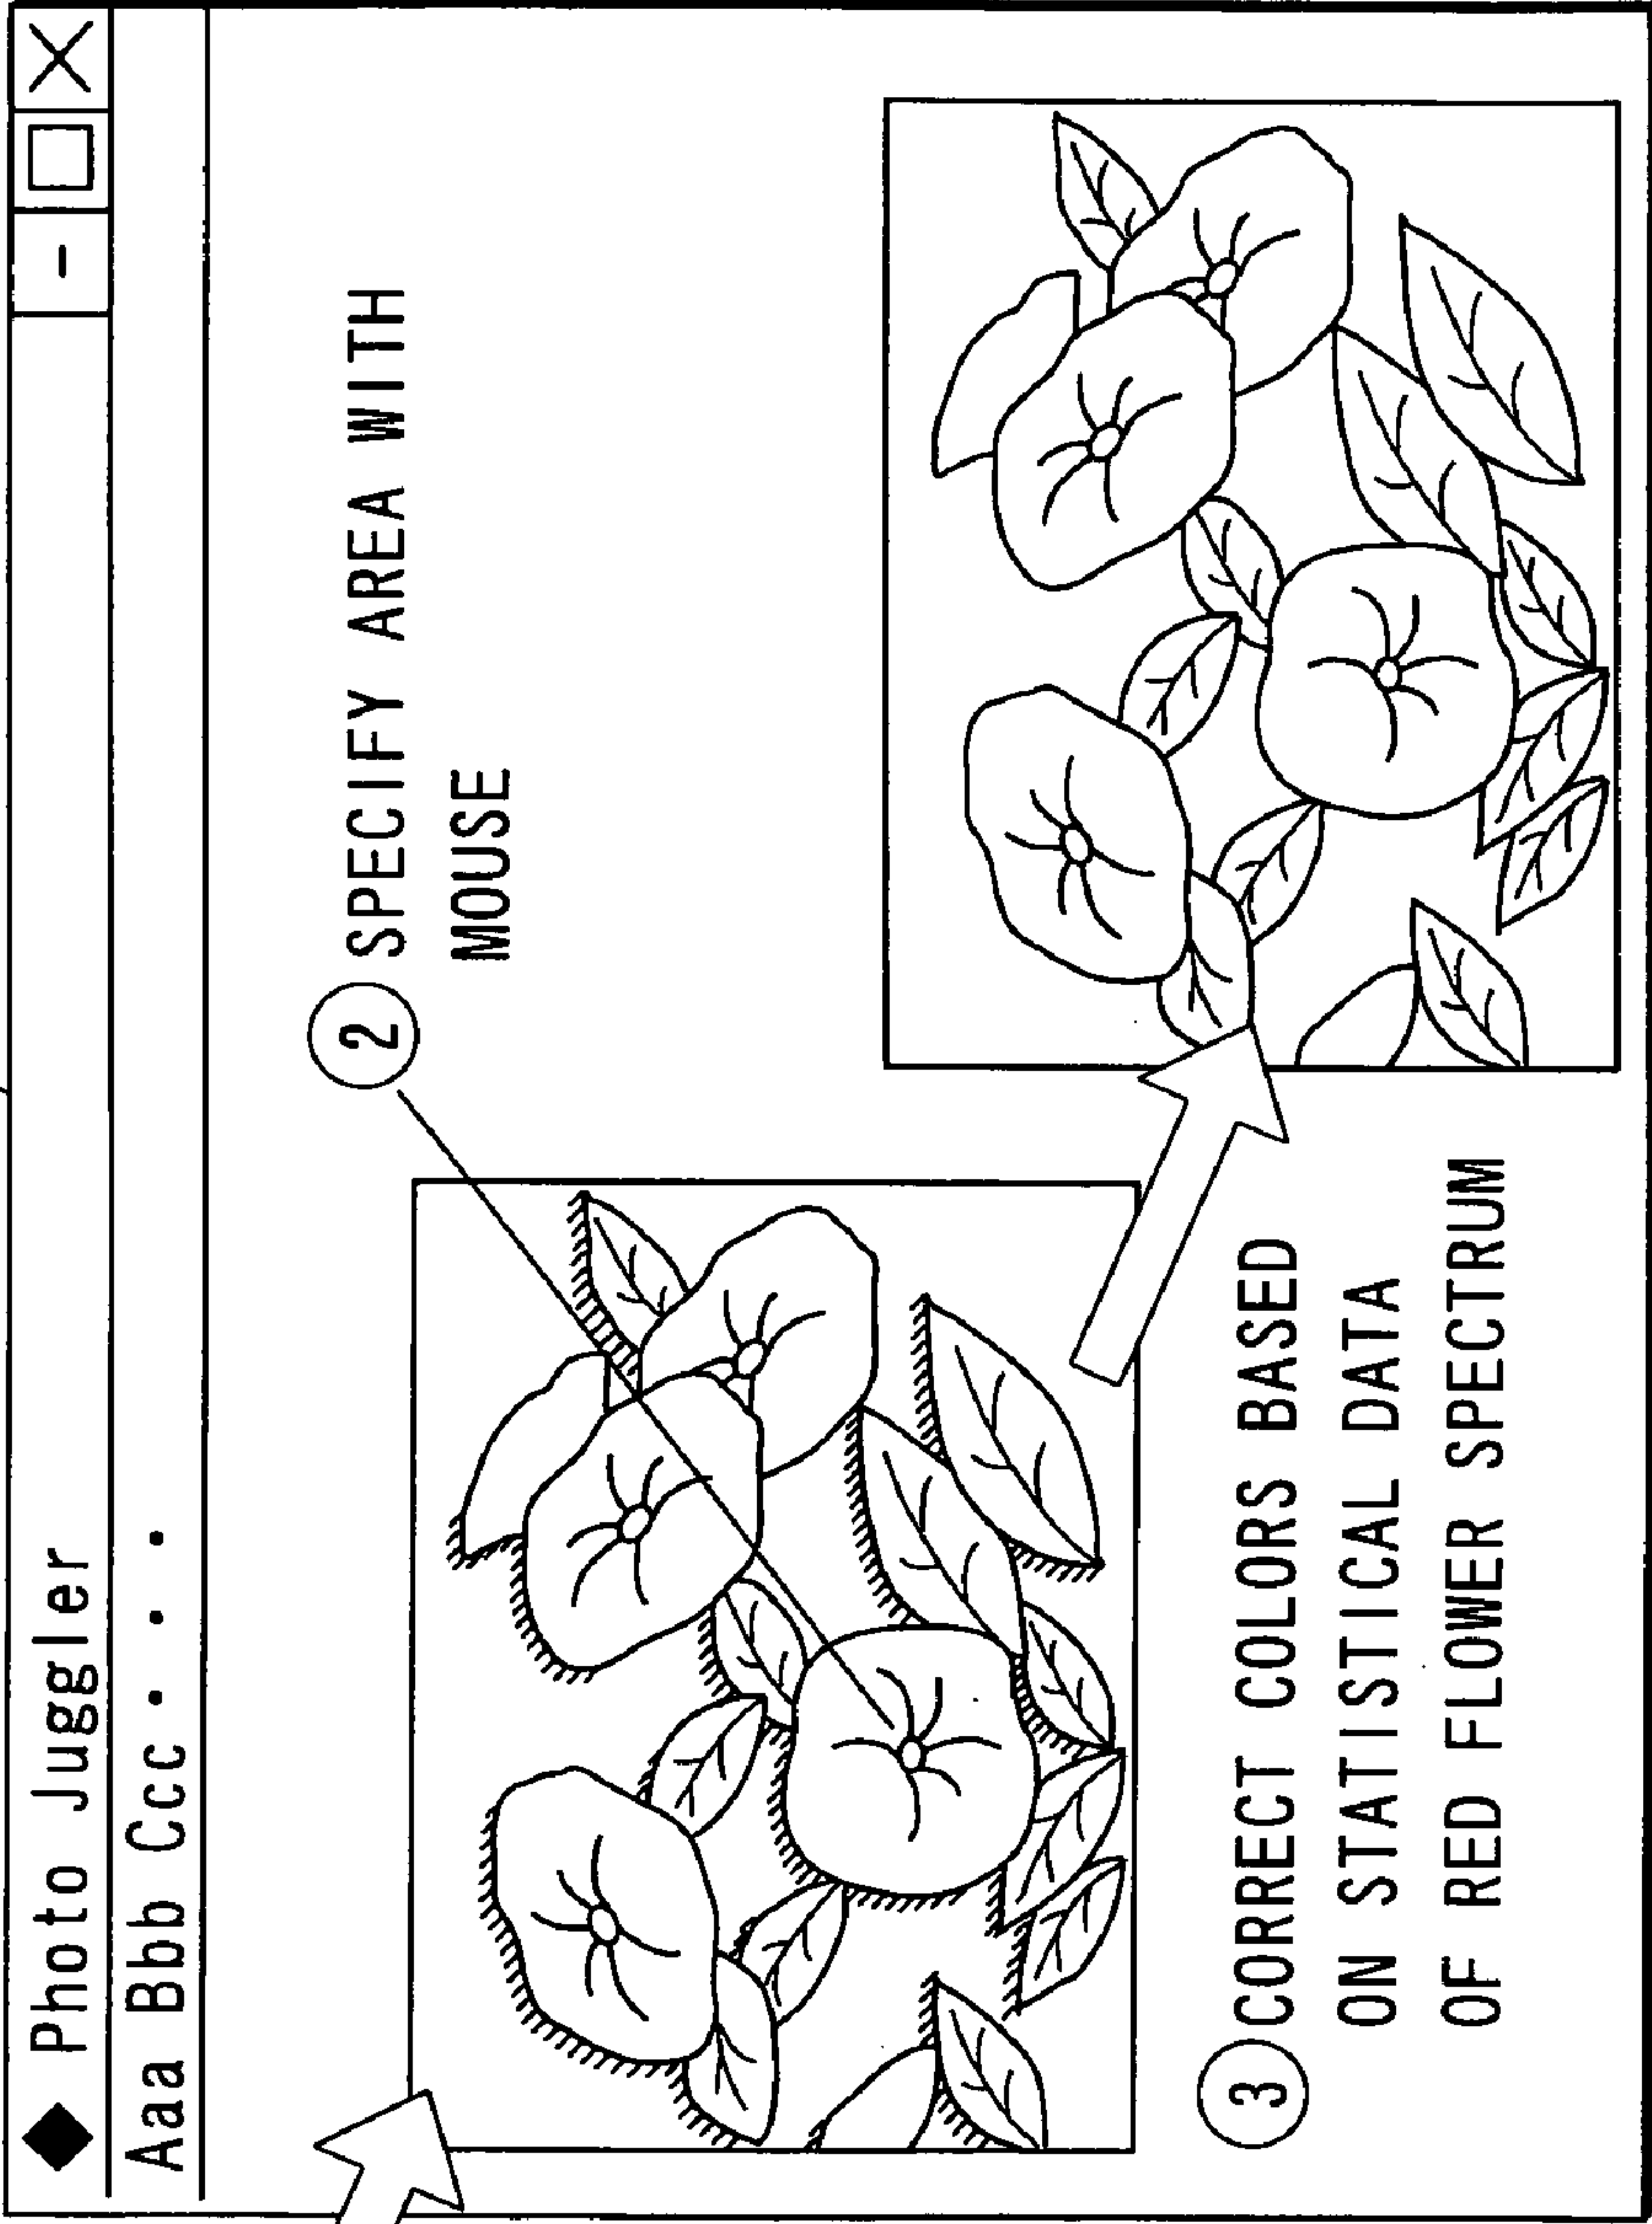 ◆ Photo Juggler
Aaa Bbb Ccc・・・
② SPECIFY AREA WITH
MOUSE
③ CORRECT COLORS BASED
ON STATISTICAL DATA
OF RED FLOWER SPECTRUM